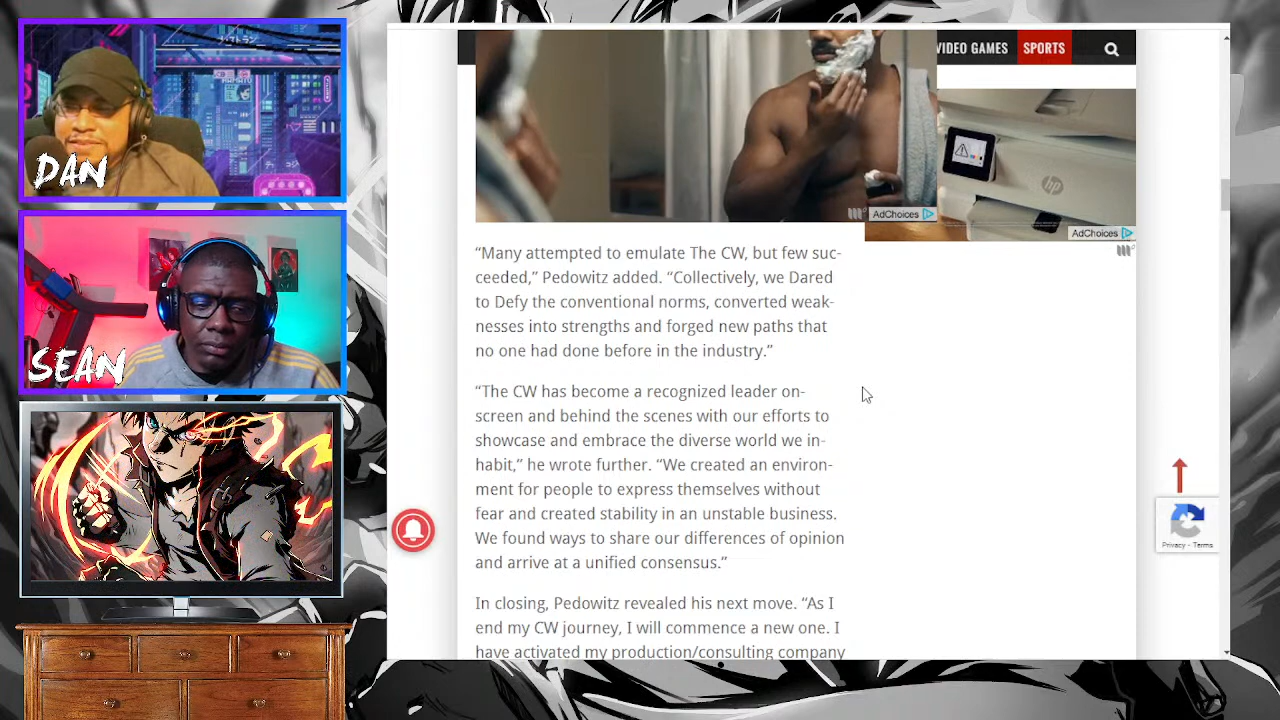 DAN
SEAN
VIDEO GAMES
SPORTS
hp
AdChoices
AdChoices
“Many attempted to emulate The CW, but few suc-
ceeded,” Pedowitz added. “Collectively, we Dared
to Defy the conventional norms, converted weak-
nesses into strengths and forged new paths that
no one had done before in the industry.”
“The CW has become a recognized leader on-
screen and behind the scenes with our efforts to
showcase and embrace the diverse world we in-
habit,” he wrote further. “We created an environ-
ment for people to express themselves without
fear and created stability in an unstable business.
We found ways to share our differences of opinion
and arrive at a unified consensus.”
In closing, Pedowitz revealed his next move. “As I
end my CW journey, I will commence a new one. I
have activated my production/consulting company
Privacy - Terms